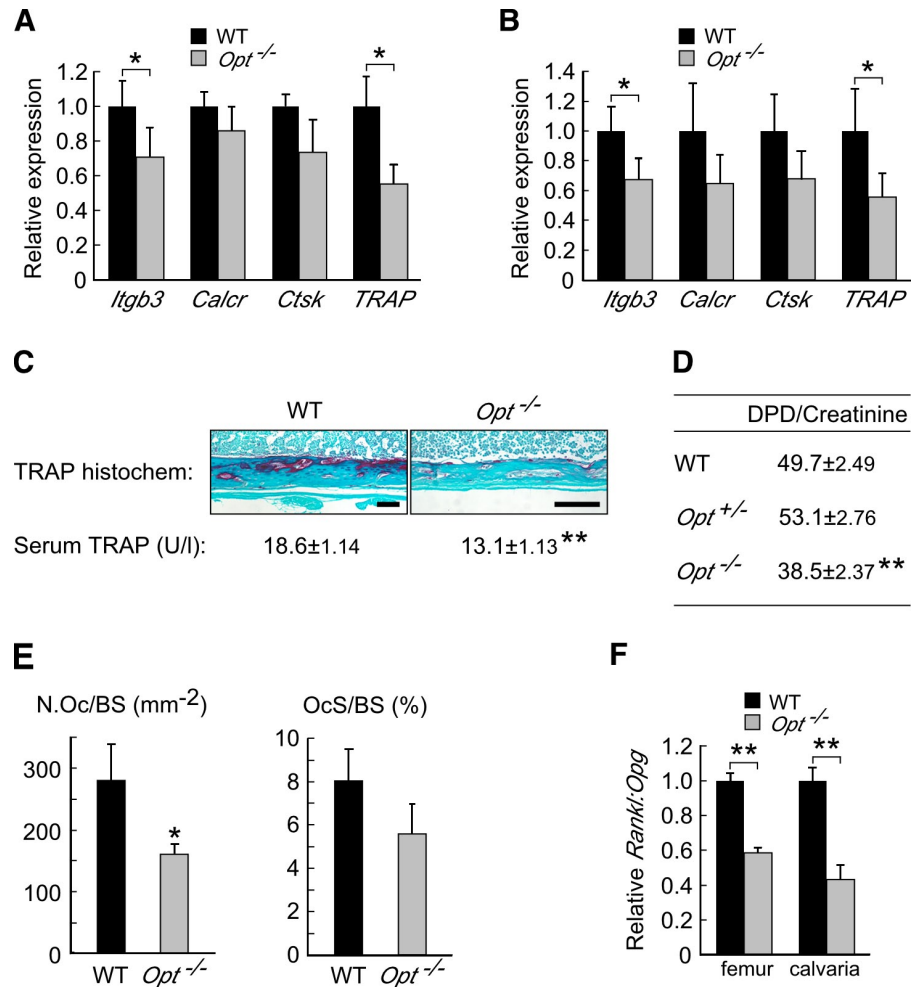 A
WT
Opt -/-
Relative expression
1.2
1.0
0.8
0.6
0.4
0.2
0
*
*
Itgb3 Calcr Ctsk TRAP
B
WT
Opt -/-
Relative expression
1.4
1.2
1.0
0.8
0.6
0.4
0.2
0
*
*
Itgb3 Calcr Ctsk TRAP
C
WT Opt -/-
TRAP histochem:
Serum TRAP (U/l): 18.6±1.14 13.1±1.13**
D
DPD/Creatinine
WT 49.7±2.49
Opt +/- 53.1±2.76
Opt -/- 38.5±2.37**
E
N.Oc/BS (mm-2)
300
200
100
0
*
WT Opt -/-
OcS/BS (%)
10
8
6
4
2
0
WT Opt -/-
F
WT
Opt -/-
Relative Rankl:Opg
1.2
1.0
0.8
0.6
0.4
0.2
0
** **
femur calvaria